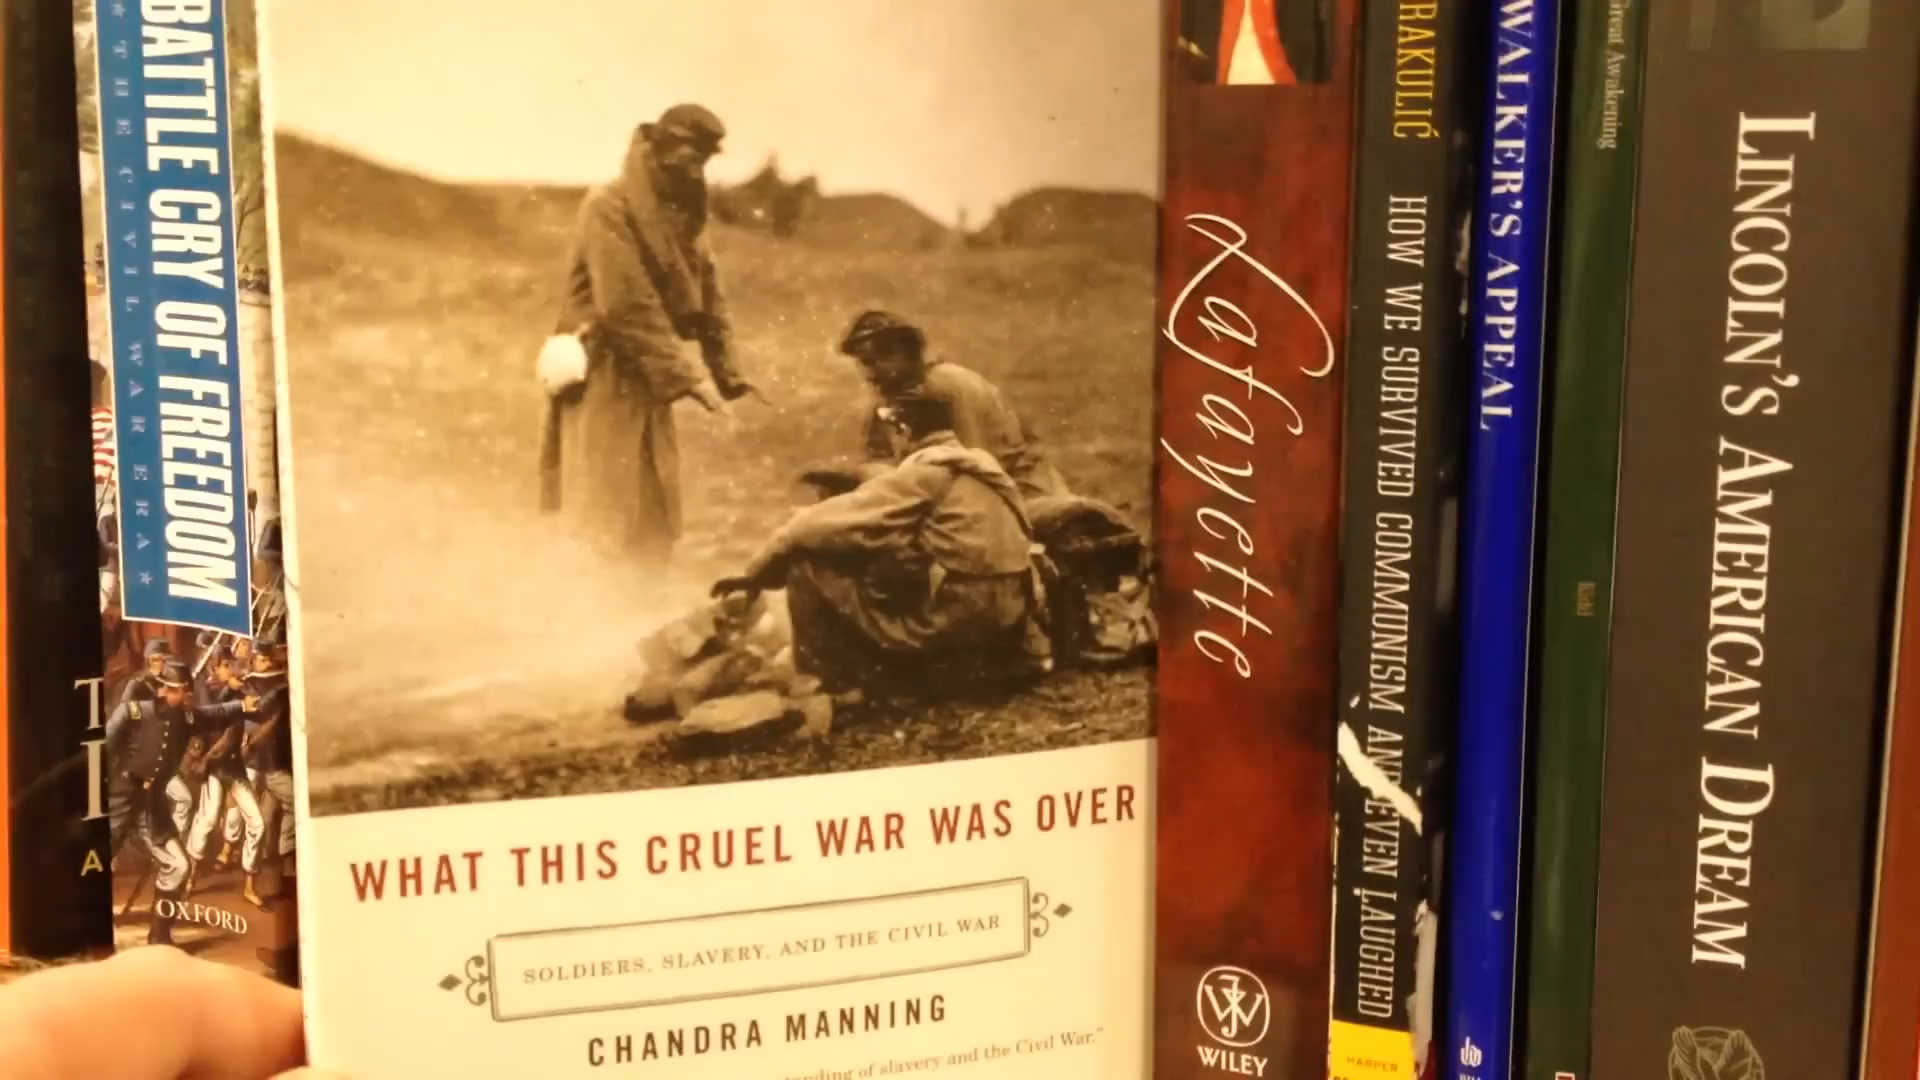 BATTLE CRY OF FREEDOM
★ THE CIVIL WAR ERA ★
OXFORD
WHAT THIS CRUEL WAR WAS OVER
SOLDIERS, SLAVERY, AND THE CIVIL WAR
CHANDRA MANNING
of slavery and the Civil War."
Lafayette
WILEY
RAKULIĆ
HOW WE SURVIVED COMMUNISM AND EVEN LAUGHED
HARPER
WALKER'S APPEAL
Great Awakening
Kidd
LINCOLN'S AMERICAN DREAM